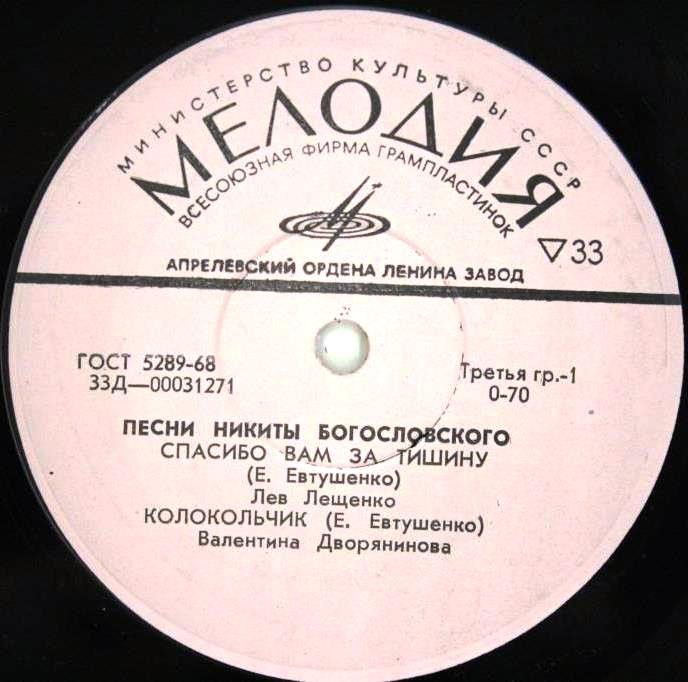 МИНИСТЕРСТВО КУЛЬТУРЫ СССР
МЕЛОДИЯ
ВСЕСОЮЗНАЯ ФИРМА ГРАМПЛАСТИНОК
▽33
АПРЕЛЕВСКИЙ ОРДЕНА ЛЕНИНА ЗАВОД
ГОСТ 5289-68
33Д—00031271
Третья гр.-1
0-70
ПЕСНИ НИКИТЫ БОГОСЛОВСКОГО
СПАСИБО ВАМ ЗА ТИШИНУ
(Е. Евтушенко)
Лев Лещенко
КОЛОКОЛЬЧИК (Е. Евтушенко)
Валентина Дворянинова